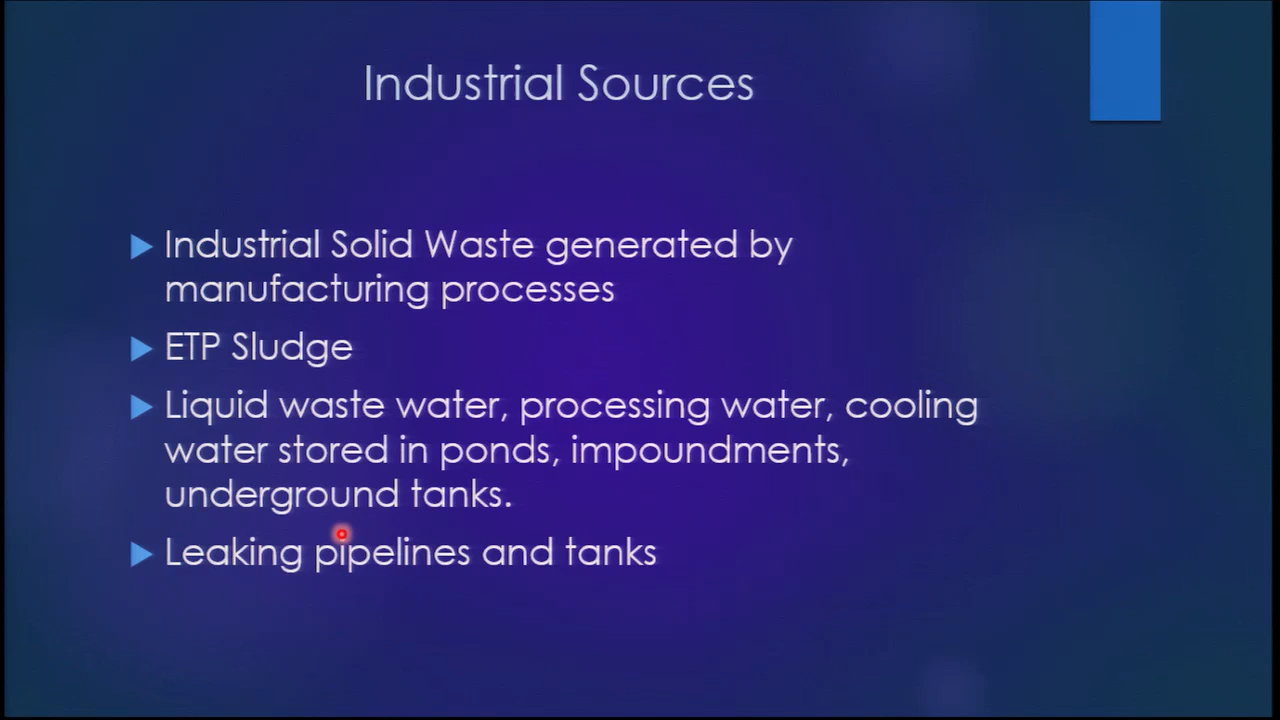 Industrial Sources
Industrial Solid Waste generated by
manufacturing processes
ETP Sludge
Liquid waste water, processing water, cooling
water stored in ponds, impoundments,
underground tanks.
Leaking pipelines and tanks